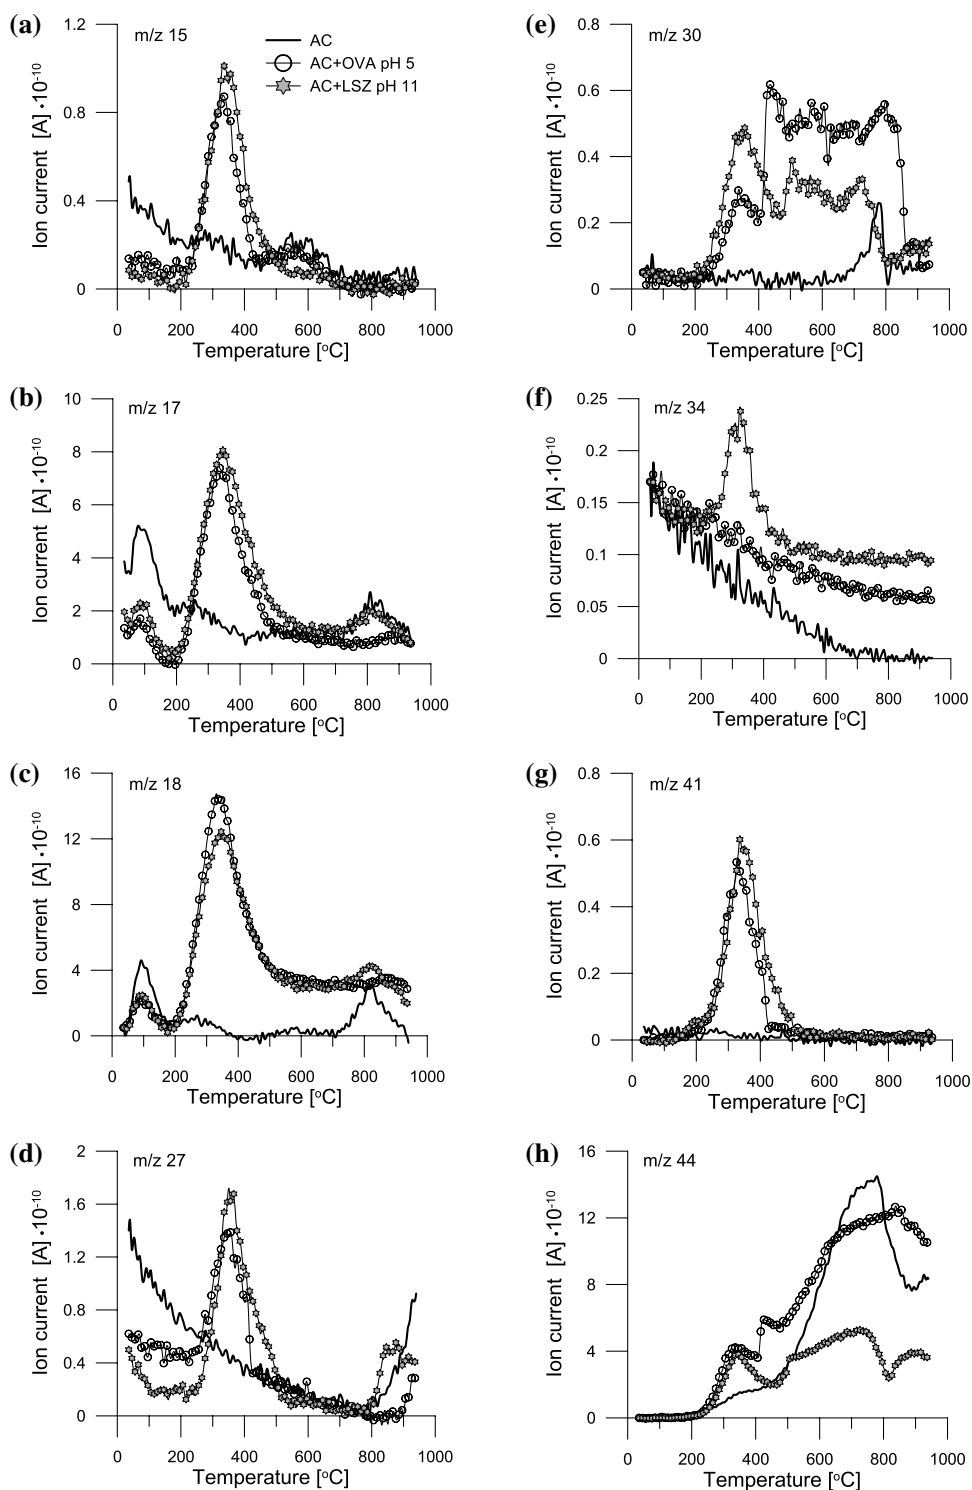 (a)
m/z 15
AC
AC+OVA pH 5
AC+LSZ pH 11
Ion current [A]•10-10
1.2
0.8
0.4
0
0 200 400 600 800 1000
Temperature [oC]
(b)
m/z 17
Ion current [A]•10-10
10
8
6
4
2
0
0 200 400 600 800 1000
Temperature [oC]
(c)
m/z 18
Ion current [A]•10-10
16
12
8
4
0
0 200 400 600 800 1000
Temperature [oC]
(d)
m/z 27
Ion current [A]•10-10
2
1.6
1.2
0.8
0.4
0
0 200 400 600 800 1000
Temperature [oC]
(e)
m/z 30
Ion current [A]•10-10
0.8
0.6
0.4
0.2
0
0 200 400 600 800 1000
Temperature [oC]
(f)
m/z 34
Ion current [A]•10-10
0.25
0.2
0.15
0.1
0.05
0
0 200 400 600 800 1000
Temperature [oC]
(g)
m/z 41
Ion current [A]•10-10
0.8
0.6
0.4
0.2
0
0 200 400 600 800 1000
Temperature [oC]
(h)
m/z 44
Ion current [A]•10-10
16
12
8
4
0
0 200 400 600 800 1000
Temperature [oC]